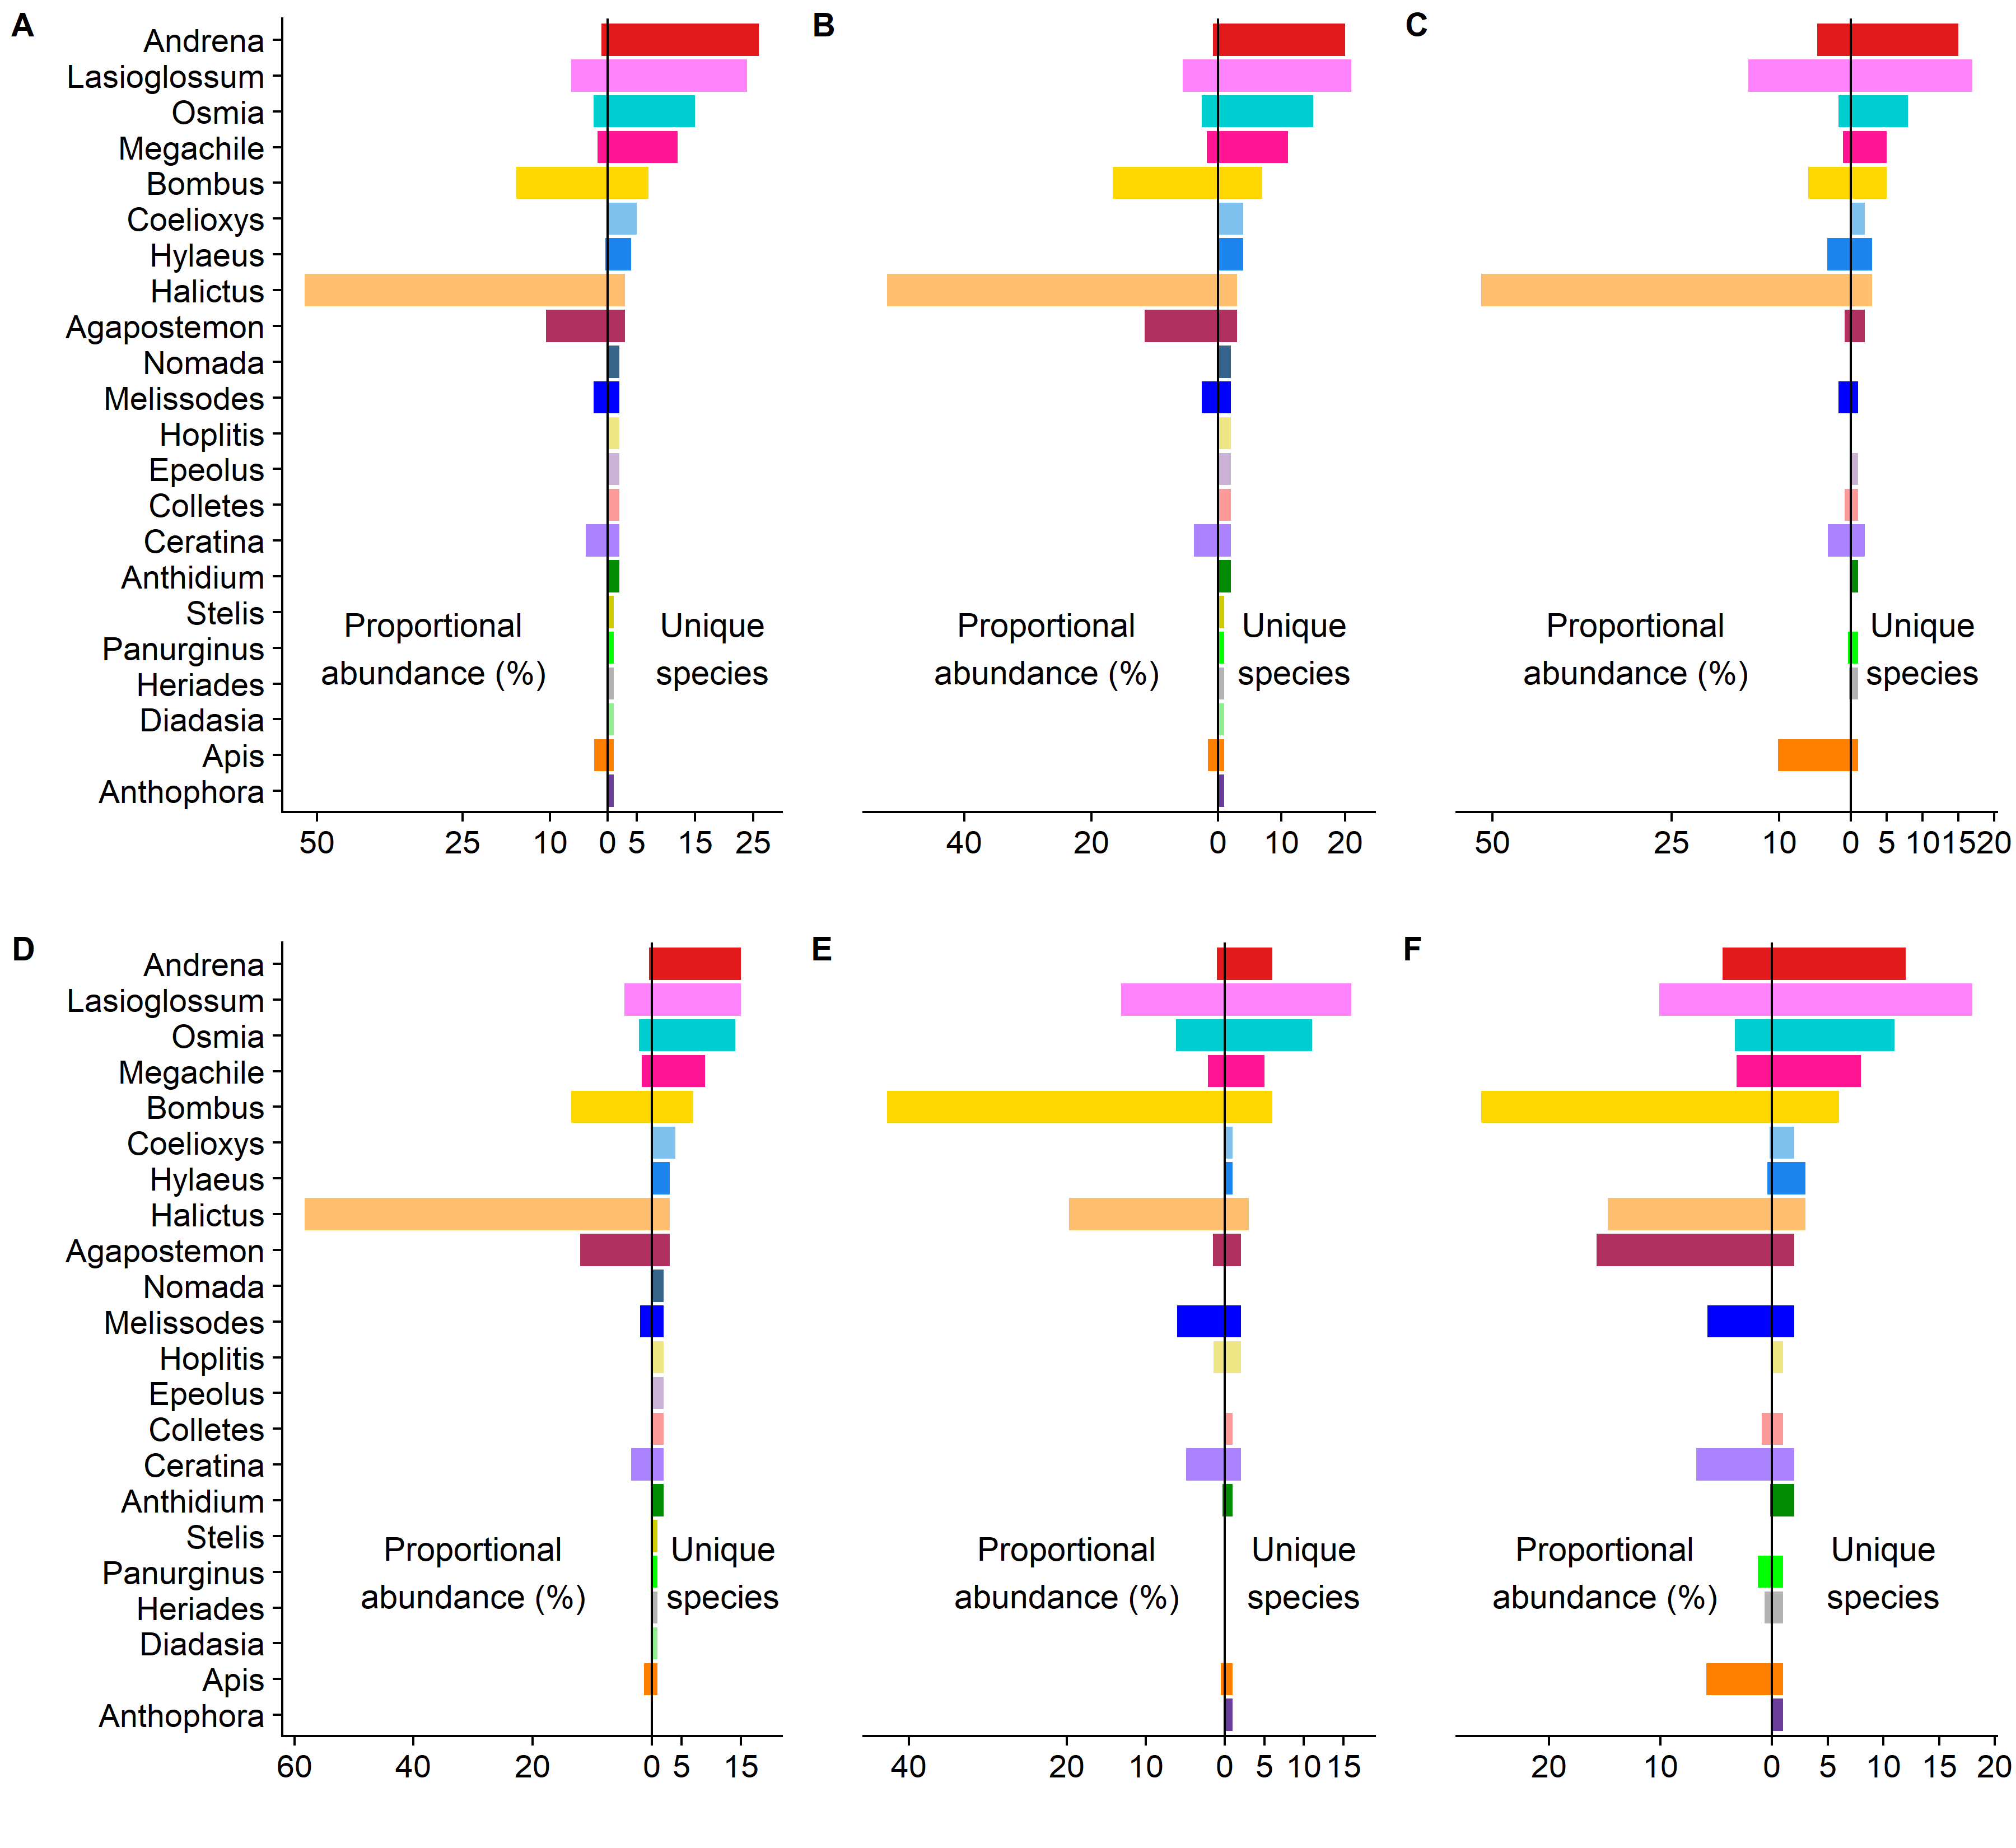 A
B
C
Andrena
Lasioglossum
Osmia
Megachile
Bombus
Coelioxys
Hylaeus
Halictus
Agapostemon
Nomada
Melissodes
Hoplitis
Epeolus
Colletes
Ceratina
Anthidium
Stelis
Panurginus
Heriades
Diadasia
Apis
Anthophora
Proportional
abundance (%)
Unique
species
Proportional
abundance (%)
Unique
species
Proportional
abundance (%)
Unique
species
50 25 10 0 5 15 25
40 20 0 10 20
50 25 10 0 5 10 15 20
D
E
F
Andrena
Lasioglossum
Osmia
Megachile
Bombus
Coelioxys
Hylaeus
Halictus
Agapostemon
Nomada
Melissodes
Hoplitis
Epeolus
Colletes
Ceratina
Anthidium
Stelis
Panurginus
Heriades
Diadasia
Apis
Anthophora
Proportional
abundance (%)
Unique
species
Proportional
abundance (%)
Unique
species
Proportional
abundance (%)
Unique
species
60 40 20 0 5 15
40 20 10 0 5 10 15
20 10 0 5 10 15 20